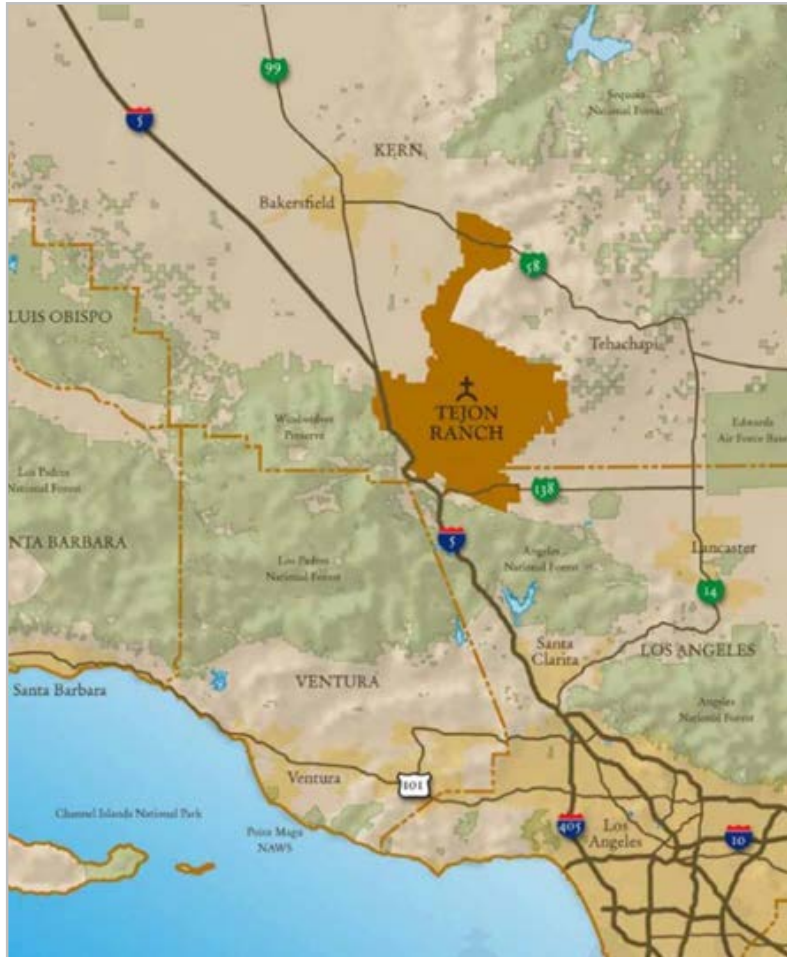 99
5
Sequoia
National Forest
KERN
Bakersfield
58
LUIS OBISPO
Tehachapi
TEJON
RANCH
Windwolves
Preserve
Edwards
Air Force Base
Los Padres
National Forest
138
NTA BARBARA
5
Lancaster
Los Padres
National Forest
Angeles
National Forest
14
Santa
Clarita
LOS ANGELES
Santa Barbara
VENTURA
Angeles
National Forest
Ventura
101
Channel Islands National Park
Point Mugu
NAWS
405
Los
Angeles
10